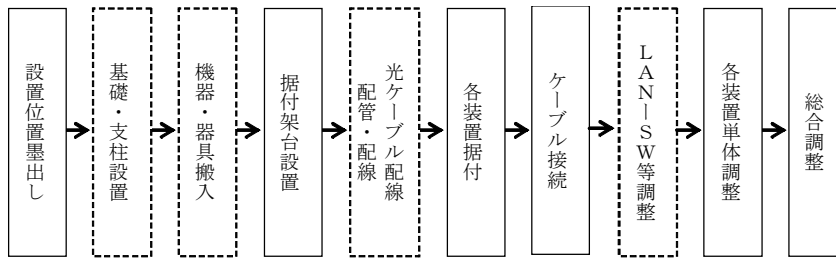 設置位置墨出し
基礎・支柱設置
機器・器具搬入
据付架台設置
光ケーブル配線
配管・配線
各装置据付
ケーブル接続
LAN－SW等調整
各装置単体調整
総合調整